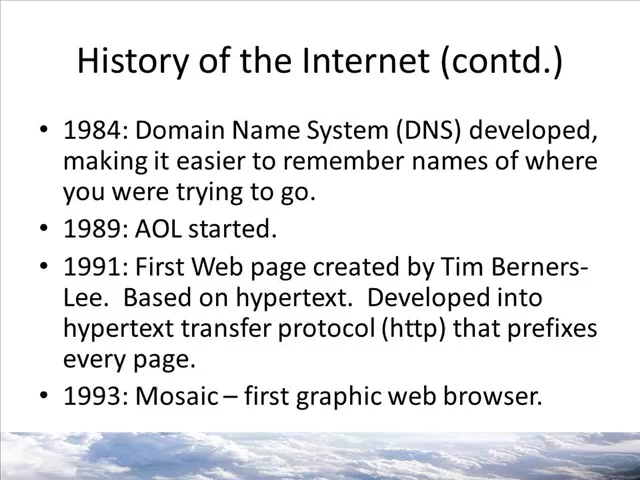 History of the Internet (contd.)
• 1984: Domain Name System (DNS) developed,
making it easier to remember names of where
you were trying to go.
• 1989: AOL started.
• 1991: First Web page created by Tim Berners-
Lee.  Based on hypertext.  Developed into
hypertext transfer protocol (http) that prefixes
every page.
• 1993: Mosaic – first graphic web browser.